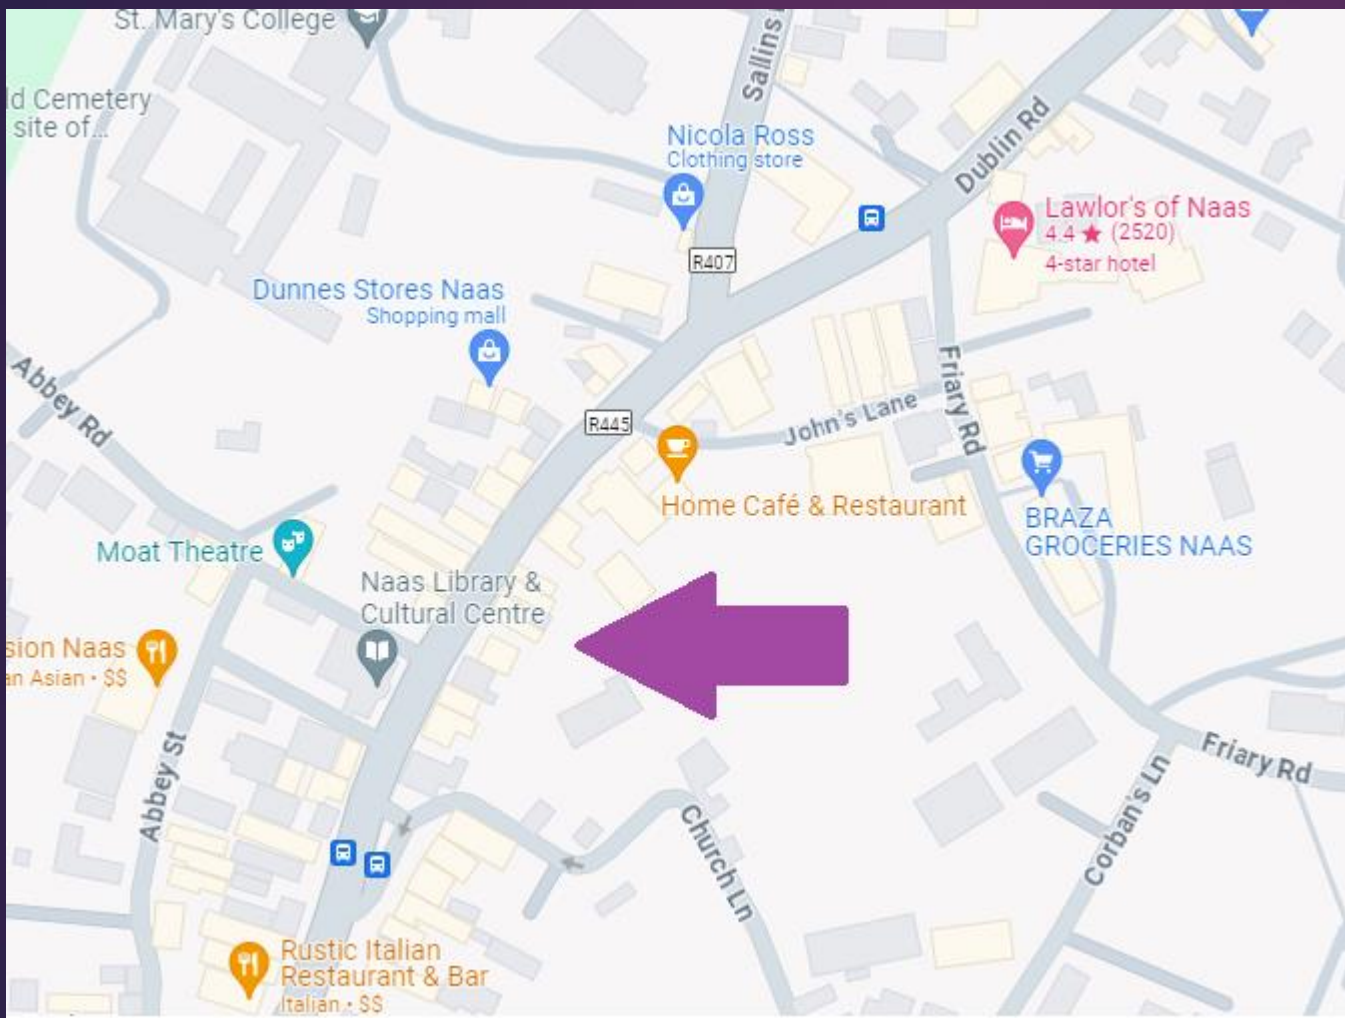 St. Mary's College
ld Cemetery
site of...
Sallins
Nicola Ross
Clothing store
Dublin Rd
Lawlor's of Naas
4.4 ★ (2520)
4-star hotel
R407
Dunnes Stores Naas
Shopping mall
Abbey Rd
Friary Rd
R445
John's Lane
Home Café & Restaurant
BRAZA
GROCERIES NAAS
Moat Theatre
Naas Library &
Cultural Centre
sion Naas
an Asian · $$
Abbey St
Friary Rd
Corban's Ln
Church Ln
Rustic Italian
Restaurant & Bar
Italian · $$